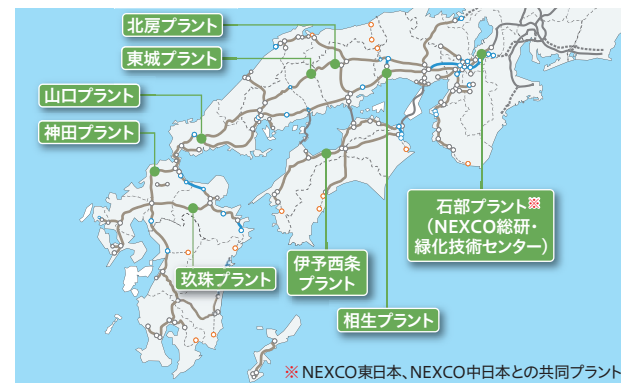 北房プラント
東城プラント
山口プラント
神田プラント
石部プラント※
（NEXCO総研・
緑化技術センター）
玖珠プラント
伊予西条
プラント
相生プラント
※NEXCO東日本、NEXCO中日本との共同プラント